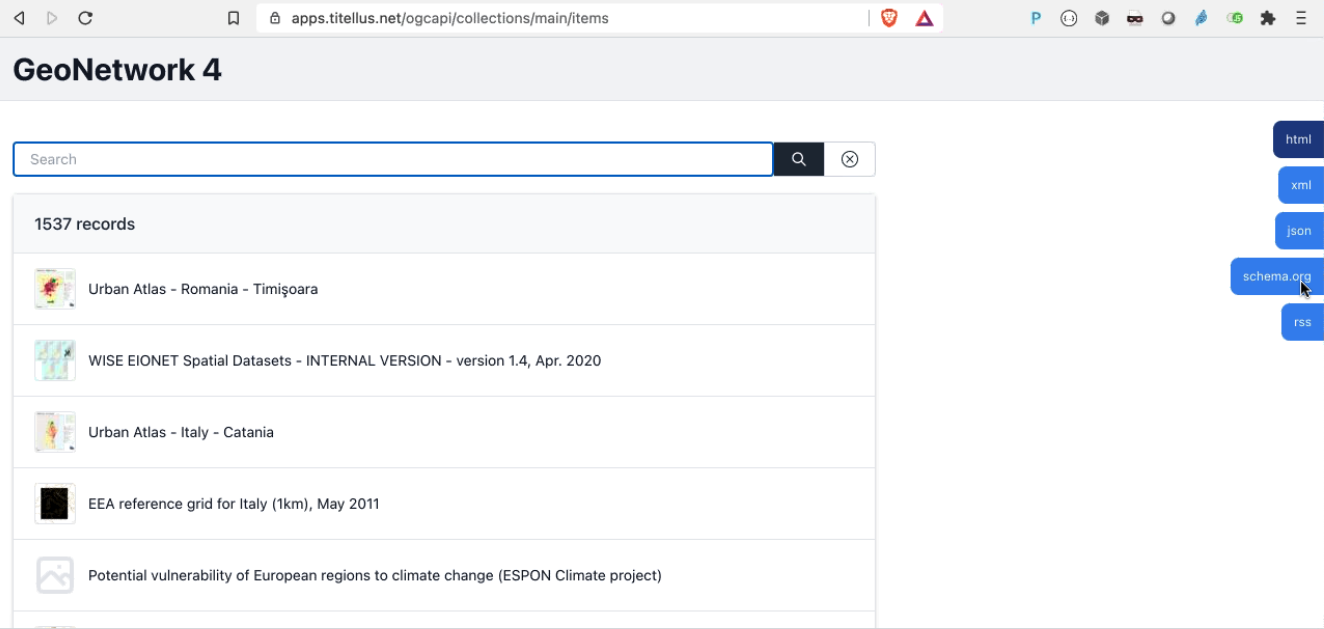 apps.titellus.net/ogcapi/collections/main/items
GeoNetwork 4
Search
1537 records
Urban Atlas - Romania - Timişoara
WISE EIONET Spatial Datasets - INTERNAL VERSION - version 1.4, Apr. 2020
Urban Atlas - Italy - Catania
EEA reference grid for Italy (1km), May 2011
Potential vulnerability of European regions to climate change (ESPON Climate project)
html
xml
json
schema.org
rss